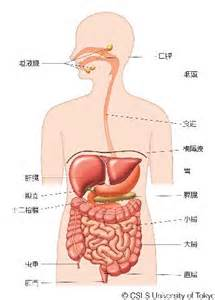 唾液腺
口腔
咽頭
食道
横隔膜
肝臓
胃
胆嚢
膵臓
十二指腸
小腸
大腸
虫垂
直腸
肛門
© CSLS University of Tokyo